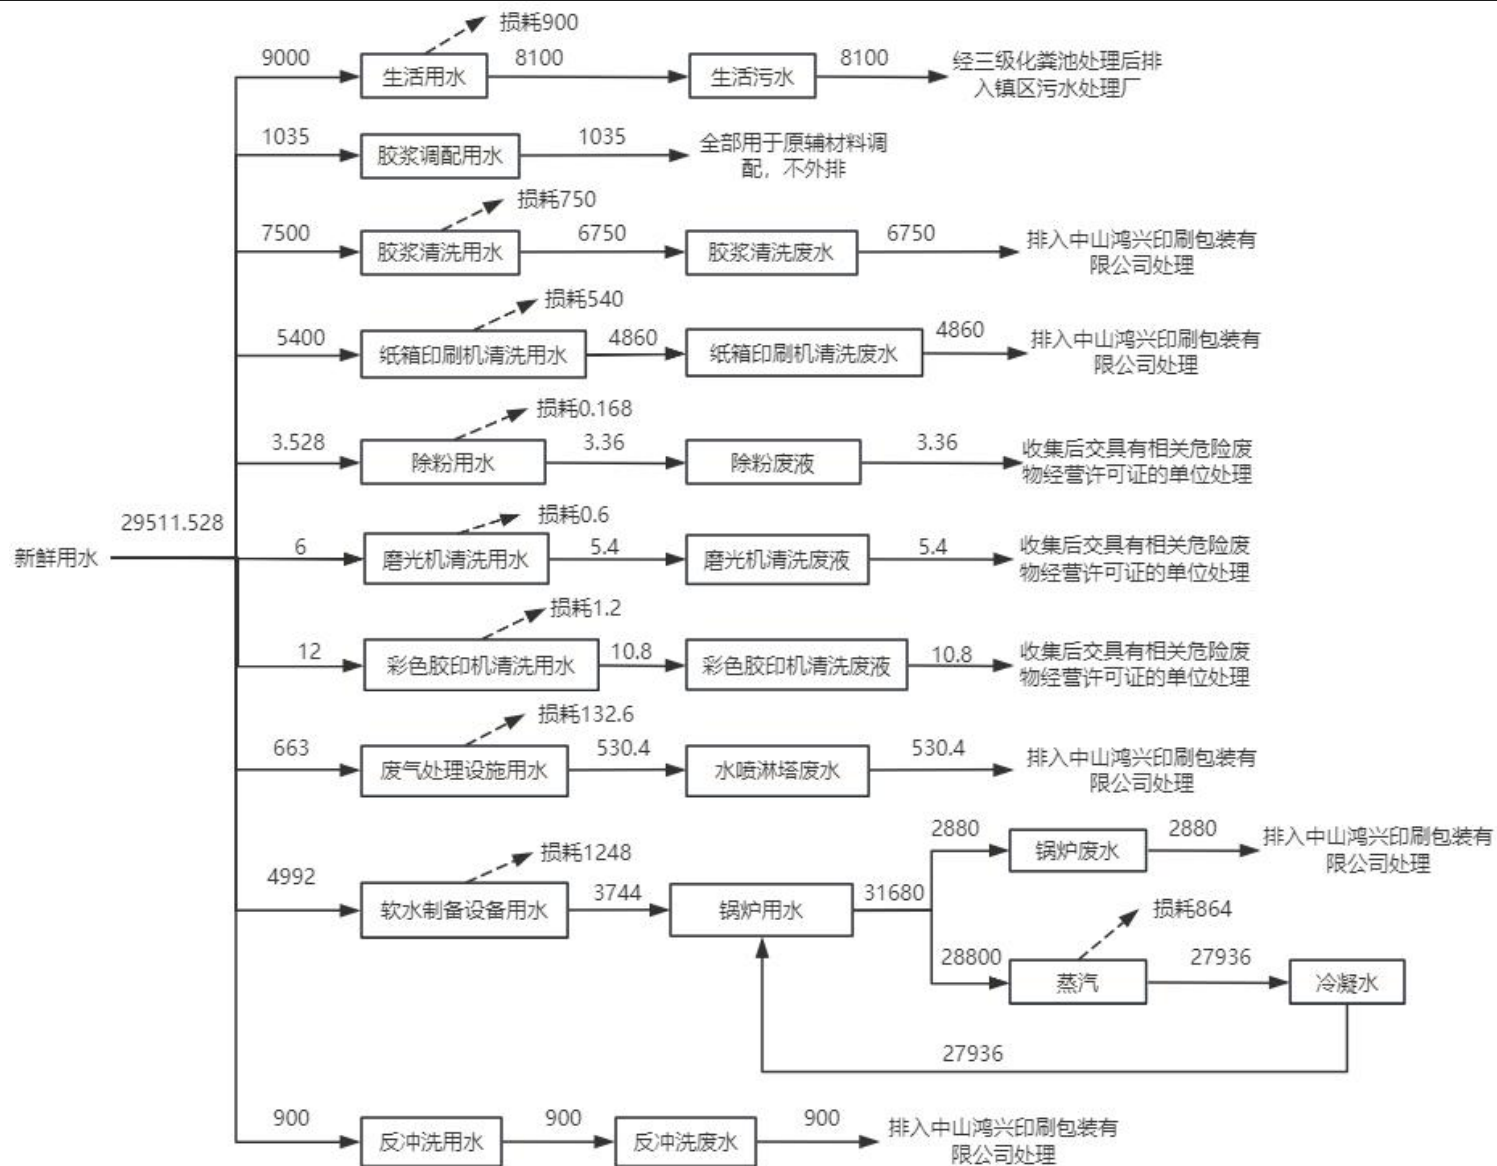 损耗900
9000
生活用水
8100
生活污水
8100
经三级化粪池处理后排
入镇区污水处理厂
1035
胶浆调配用水
1035
全部用于原辅材料调
配，不外排
损耗750
7500
胶浆清洗用水
6750
胶浆清洗废水
6750
排入中山鸿兴印刷包装有
限公司处理
损耗540
5400
纸箱印刷机清洗用水
4860
纸箱印刷机清洗废水
4860
排入中山鸿兴印刷包装有
限公司处理
损耗0.168
3.528
除粉用水
3.36
除粉废液
3.36
收集后交具有相关危险废
物经营许可证的单位处理
新鲜用水
29511.528
损耗0.6
6
磨光机清洗用水
5.4
磨光机清洗废液
5.4
收集后交具有相关危险废
物经营许可证的单位处理
损耗1.2
12
彩色胶印机清洗用水
10.8
彩色胶印机清洗废液
10.8
收集后交具有相关危险废
物经营许可证的单位处理
损耗132.6
663
废气处理设施用水
530.4
水喷淋塔废水
530.4
排入中山鸿兴印刷包装有
限公司处理
损耗1248
4992
软水制备设备用水
3744
锅炉用水
31680
2880
锅炉废水
2880
排入中山鸿兴印刷包装有
限公司处理
损耗864
28800
蒸汽
27936
冷凝水
27936
900
反冲洗用水
900
反冲洗废水
900
排入中山鸿兴印刷包装有
限公司处理